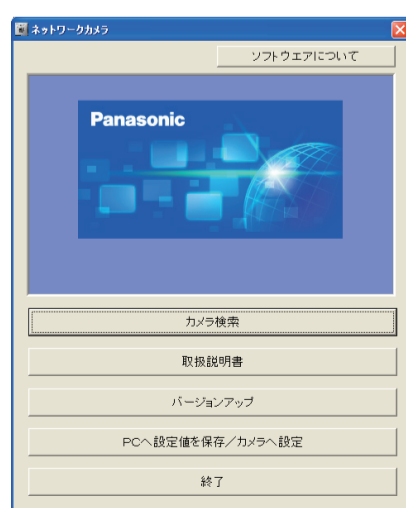 ネットワークカメラ
ソフトウェアについて
Panasonic
カメラ検索
取扱説明書
バージョンアップ
PCへ設定値を保存／カメラへ設定
終了